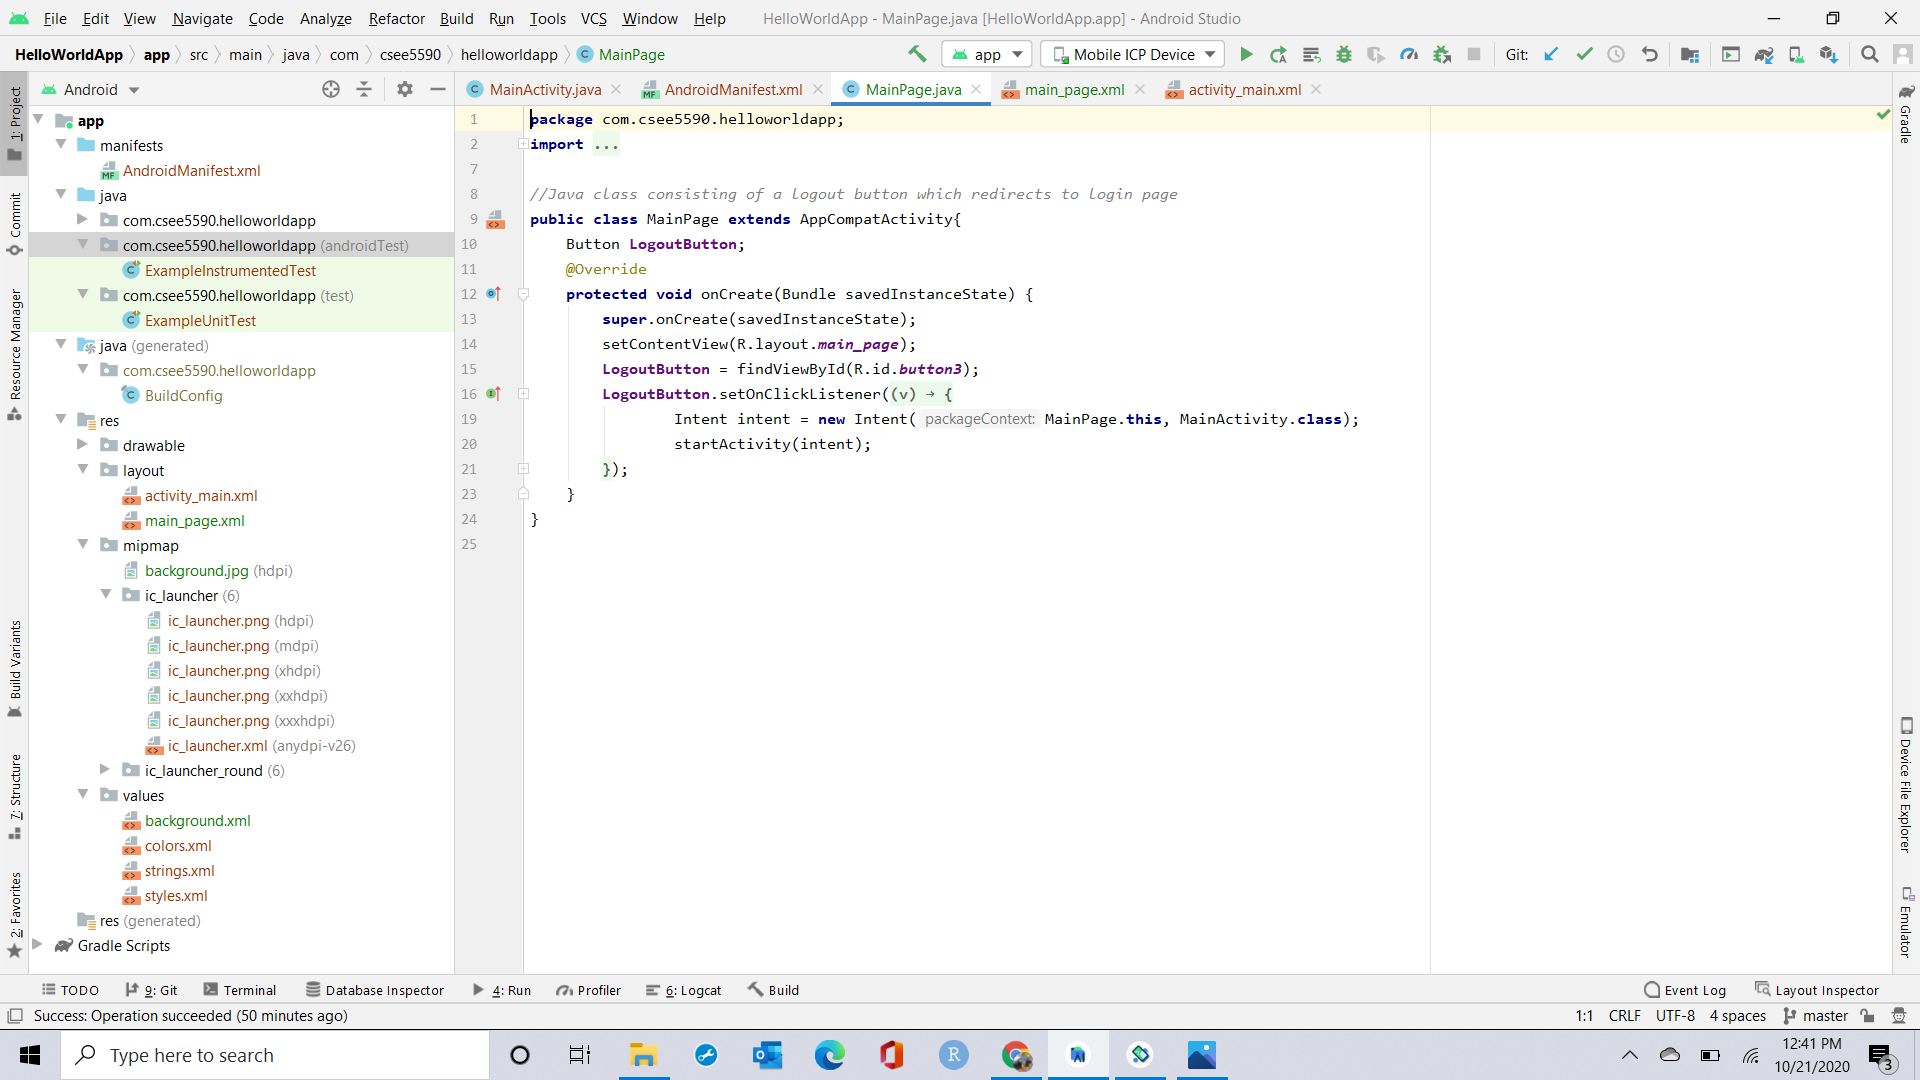 File Edit View Navigate Code Analyze Refactor Build Run Tools VCS Window Help HelloWorldApp - MainPage.java [HelloWorldApp.app] - Android Studio
HelloWorldApp app src main java com csee5590 helloworldapp MainPage app Mobile ICP Device Git:
Android MainActivity.java AndroidManifest.xml MainPage.java main_page.xml activity_main.xml
1: Project
Commit
Resource Manager
Build Variants
7: Structure
2: Favorites
app
manifests
AndroidManifest.xml
java
com.csee5590.helloworldapp
com.csee5590.helloworldapp (androidTest)
ExampleInstrumentedTest
com.csee5590.helloworldapp (test)
ExampleUnitTest
java (generated)
com.csee5590.helloworldapp
BuildConfig
res
drawable
layout
activity_main.xml
main_page.xml
mipmap
background.jpg (hdpi)
ic_launcher (6)
ic_launcher.png (hdpi)
ic_launcher.png (mdpi)
ic_launcher.png (xhdpi)
ic_launcher.png (xxhdpi)
ic_launcher.png (xxxhdpi)
ic_launcher.xml (anydpi-v26)
ic_launcher_round (6)
values
background.xml
colors.xml
strings.xml
styles.xml
res (generated)
Gradle Scripts
1 package com.csee5590.helloworldapp;
2 import ...
7
8 //Java class consisting of a logout button which redirects to login page
9 public class MainPage extends AppCompatActivity{
10 Button LogoutButton;
11 @Override
12 protected void onCreate(Bundle savedInstanceState) {
13 super.onCreate(savedInstanceState);
14 setContentView(R.layout.main_page);
15 LogoutButton = findViewById(R.id.button3);
16 LogoutButton.setOnClickListener((v) → {
19 Intent intent = new Intent( packageContext: MainPage.this, MainActivity.class);
20 startActivity(intent);
21 });
23 }
24 }
25
Gradle
Device File Explorer
Emulator
TODO 9: Git Terminal Database Inspector 4: Run Profiler 6: Logcat Build Event Log Layout Inspector
Success: Operation succeeded (50 minutes ago) 1:1 CRLF UTF-8 4 spaces master
Type here to search
12:41 PM
10/21/2020
3